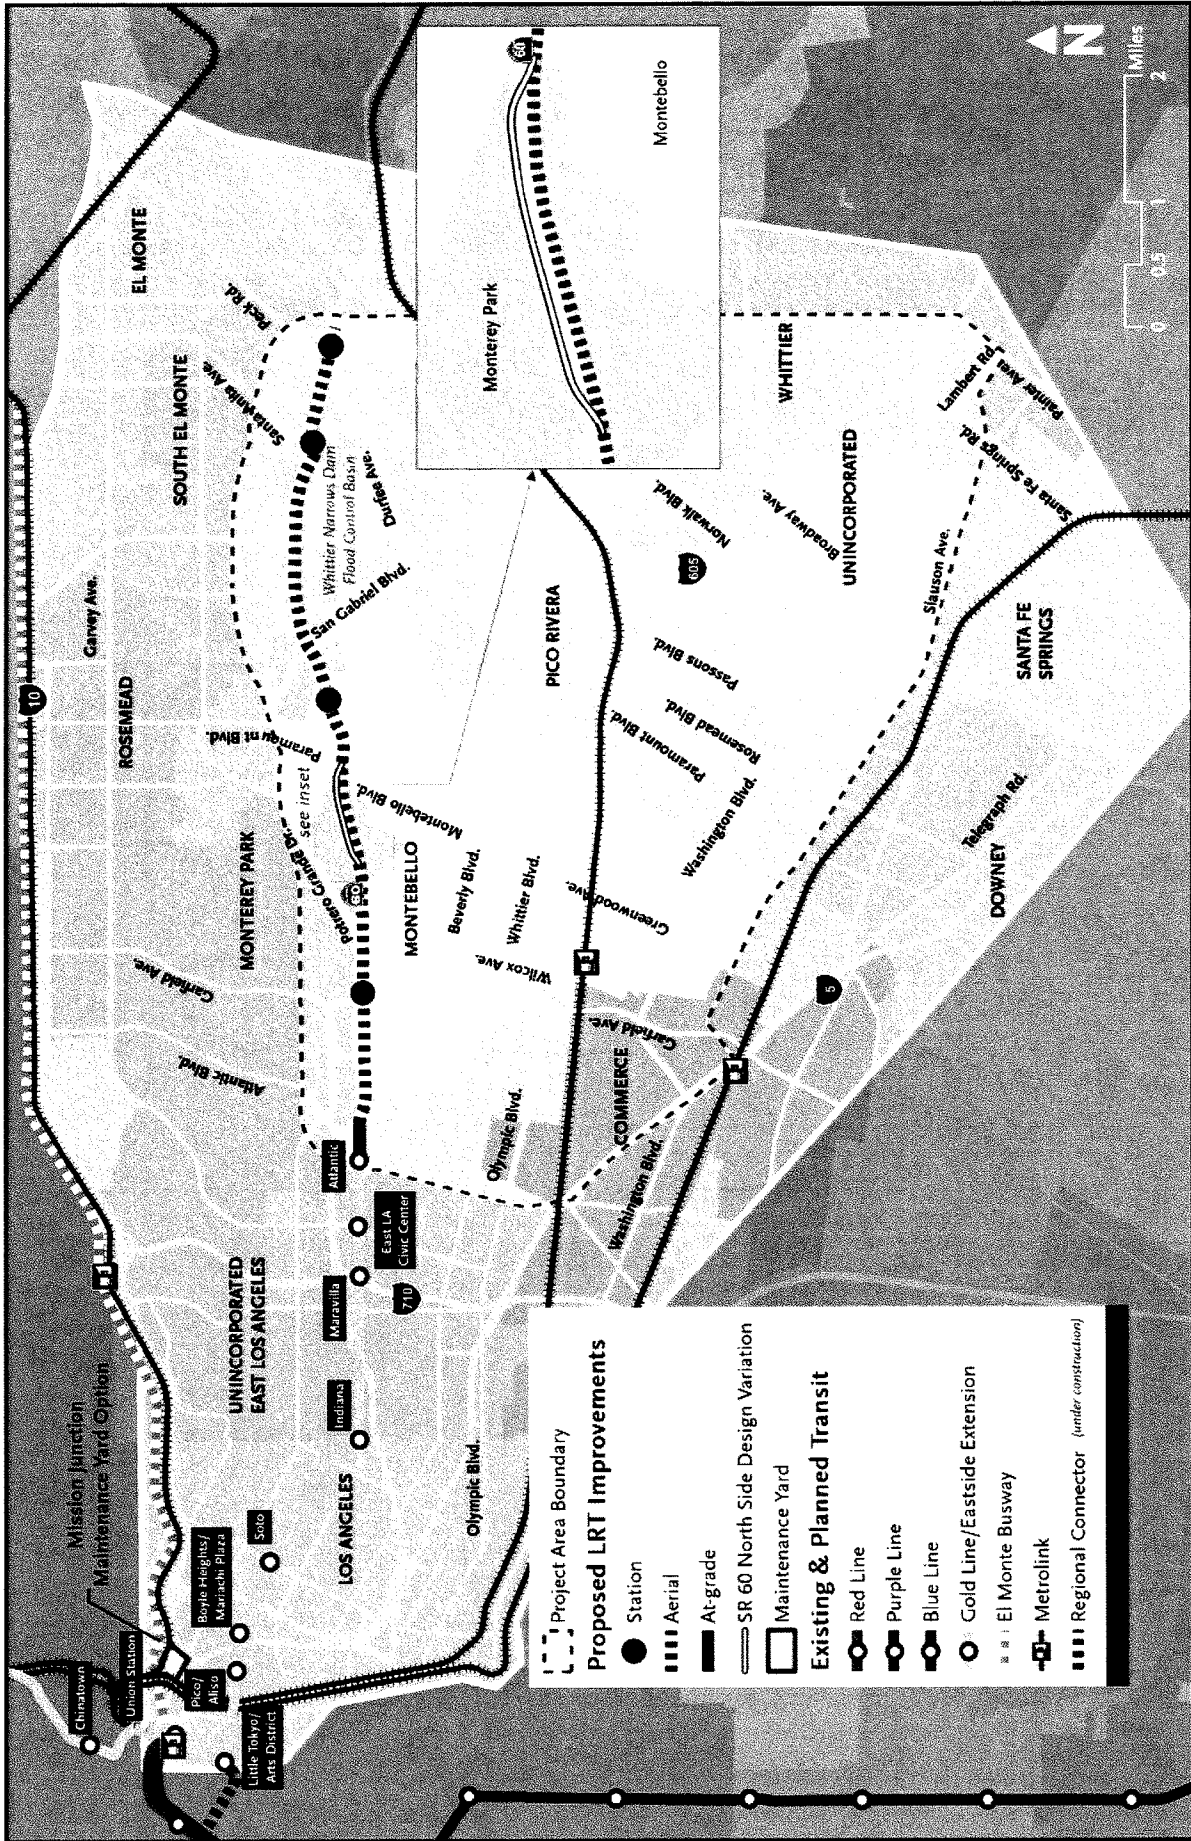 Mission Junction
Maintenance Yard Option
Chinatown
Union Station
Pico/
Aliso
Little Tokyo/
Arts District
Boyle Heights/
Mariachi Plaza
Soto
Indiana
Maravilla
East LA
Civic Center
Atlantic
LOS ANGELES
UNINCORPORATED
EAST LOS ANGELES
Olympic Blvd.
710
10
Garvey Ave.
Atlantic Blvd.
Garfield Ave.
MONTEREY PARK
ROSEMEAD
SOUTH EL MONTE
EL MONTE
Potrero Grande Dr.
see inset
60
Paramount Blvd.
Santa Anita Ave.
Peck Rd.
Whittier Narrows Dam
Flood Control Basin
Durfee Ave.
San Gabriel Blvd.
Montebello Blvd.
MONTEBELLO
Beverly Blvd.
Whittier Blvd.
Wilcox Ave.
Greenwood Ave.
Garfield Ave.
Olympic Blvd.
COMMERCE
Washington Blvd.
PICO RIVERA
Paramount Blvd.
Rosemead Blvd.
Passons Blvd.
Washington Blvd.
605
Norwalk Blvd.
Broadway Ave.
UNINCORPORATED
WHITTIER
Slauson Ave.
Lambert Rd.
Painter Ave.
Santa Fe Springs Rd.
SANTA FE
SPRINGS
Telegraph Rd.
DOWNEY
5
60
Monterey Park
Montebello
N
0 0.5 1 2
Miles
Project Area Boundary
Proposed LRT Improvements
Station
Aerial
At-grade
SR 60 North Side Design Variation
Maintenance Yard
Existing & Planned Transit
Red Line
Purple Line
Blue Line
Gold Line/Eastside Extension
El Monte Busway
Metrolink
Regional Connector (under construction)